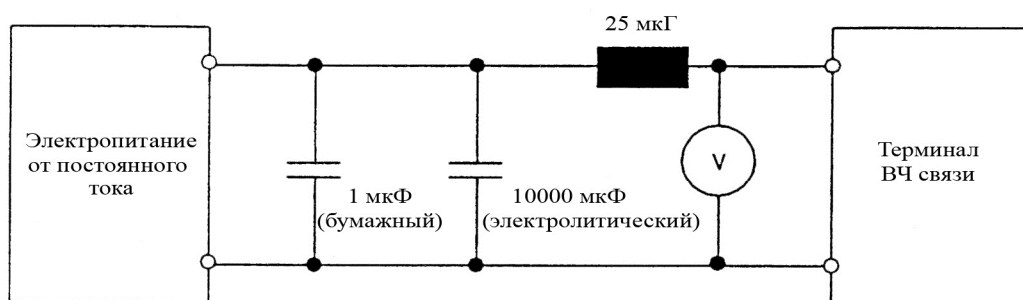 25 мкГ
Электропитание
от постоянного
тока
1 мкФ
(бумажный)
10000 мкФ
(электролитический)
V
Терминал
ВЧ связи